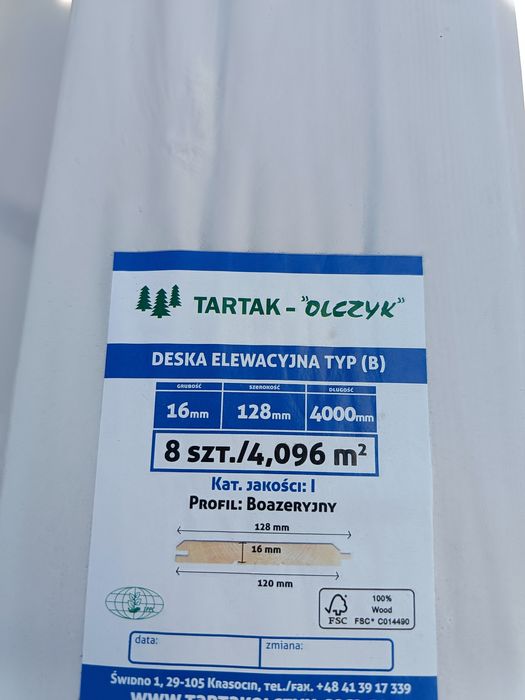 TARTAK - "OLCZYK"
DESKA ELEWACYJNA TYP (B)
GRUBOŚĆ SZEROKOŚĆ DŁUGOŚĆ
16mm 128mm 4000mm
8 SZT./4,096 m²
KAT. JAKOŚCI: I
PROFIL: BOAZERYJNY
128 mm
16 mm
120 mm
100%
Wood
FSC FSC® C014490
data: zmiana:
ŚWIDNO 1, 29-105 KRASOCIN, TEL./FAX. +48 41 39 17 339